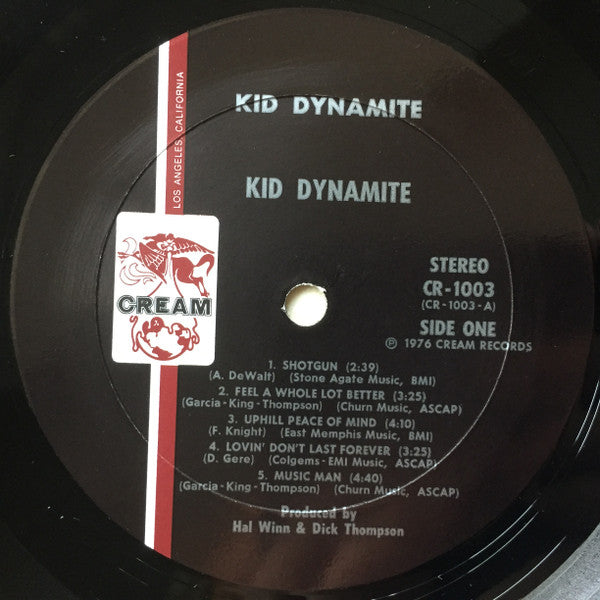 KID DYNAMITE
KID DYNAMITE
LOS ANGELES, CALIFORNIA
CREAM
STEREO
CR-1003
(CR-1003-A)
SIDE ONE
℗ 1976 CREAM RECORDS
1. SHOTGUN (2:39)
(A. DeWalt) (Stone Agate Music, BMI)
2. FEEL A WHOLE LOT BETTER (3:25)
(Garcia-King-Thompson) (Churn Music, ASCAP)
3. UPHILL PEACE OF MIND (4:10)
(F. Knight) (East Memphis Music, BMI)
4. LOVIN' DON'T LAST FOREVER (3:25)
(D. Gere) (Colgems-EMI Music, ASCAP)
5. MUSIC MAN (4:40)
(Garcia-King-Thompson) (Churn Music, ASCAP)
Produced by
Hal Winn & Dick Thompson